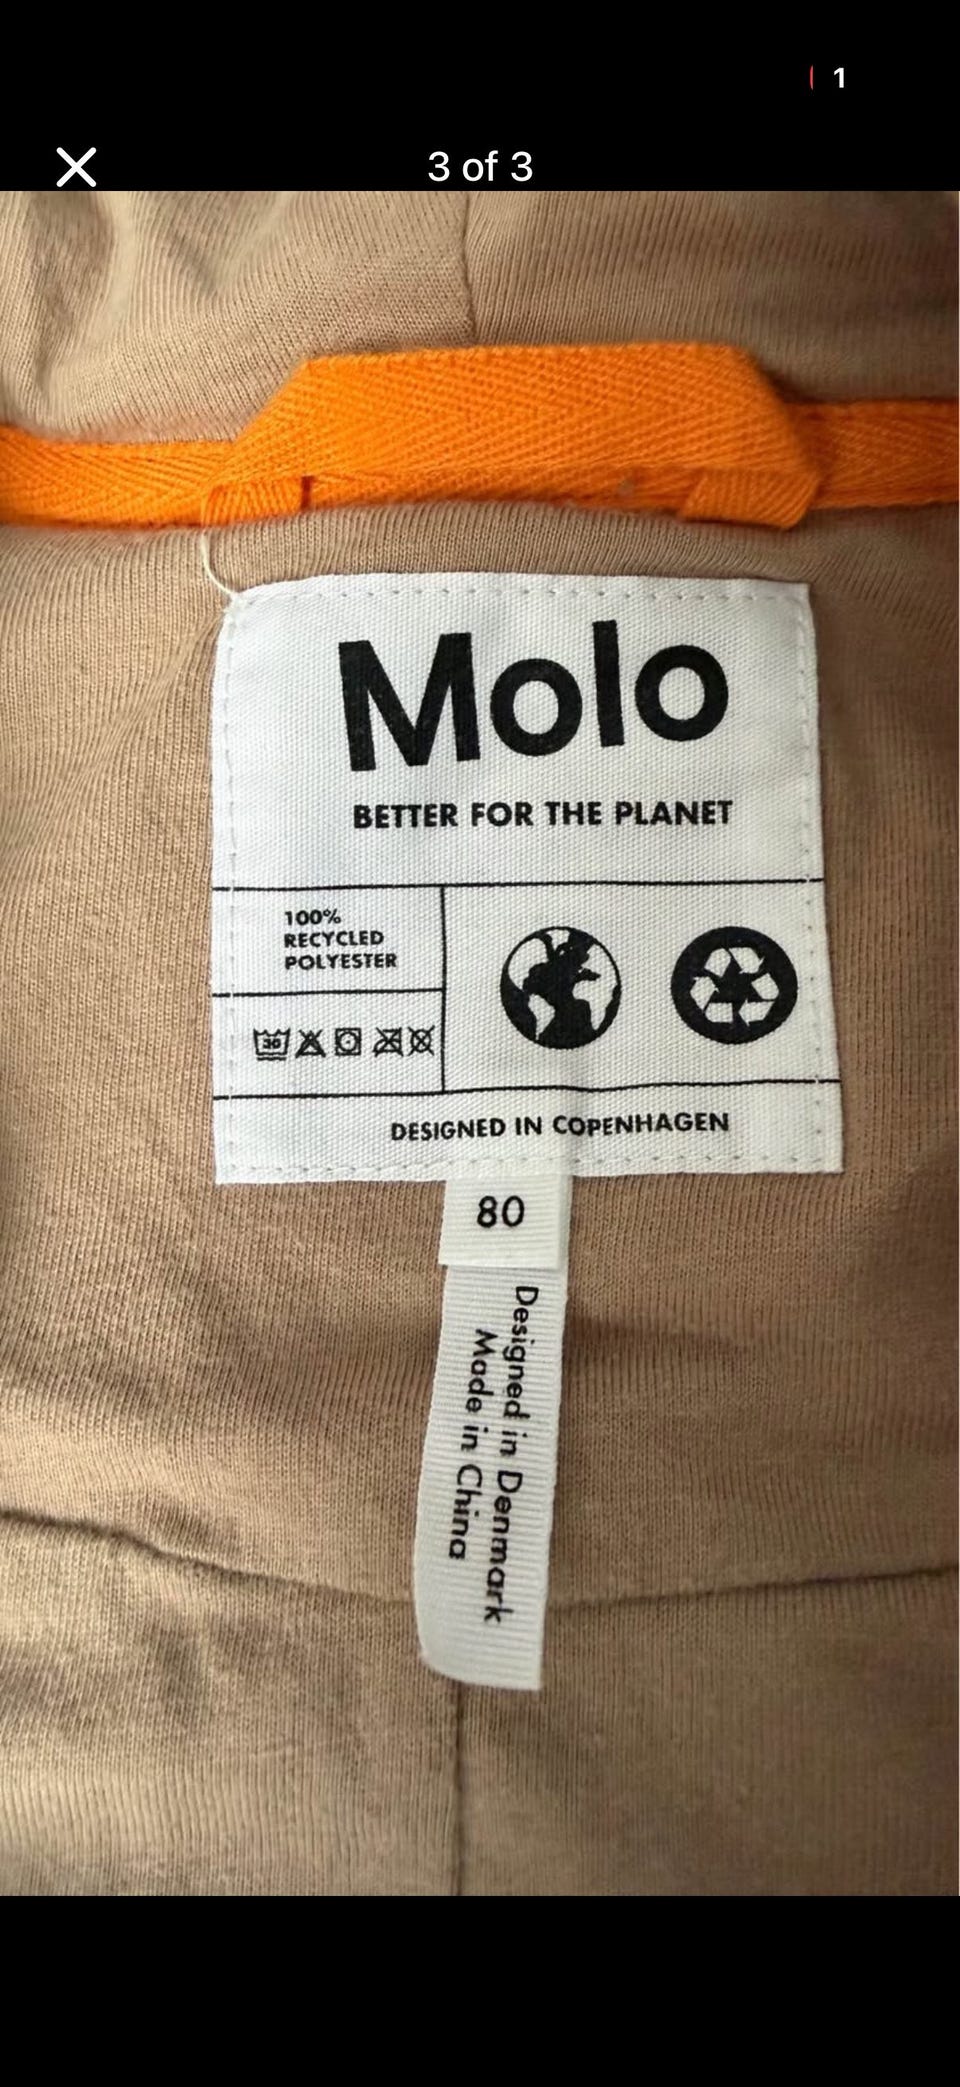 1
3 of 3
Molo
BETTER FOR THE PLANET
100%
RECYCLED
POLYESTER
30
DESIGNED IN COPENHAGEN
80
Designed in Denmark
Made in China